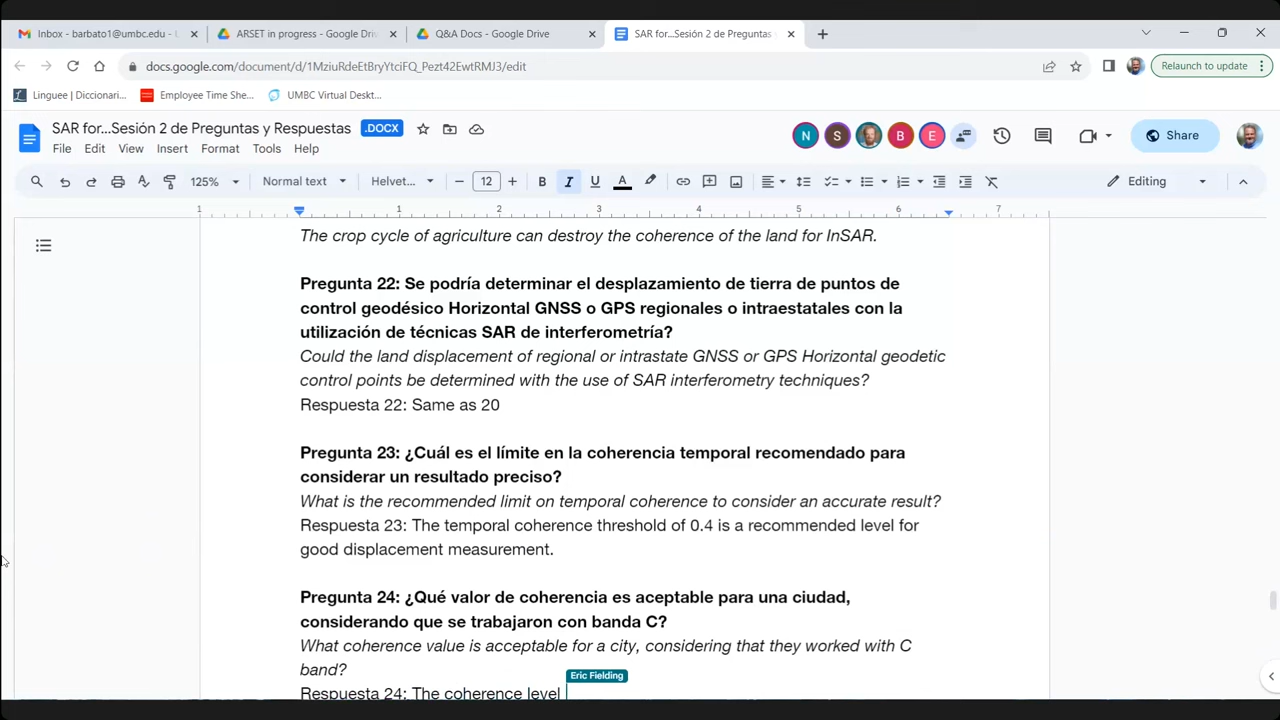 Inbox - barbato1@umbc.edu - U
ARSET in progress - Google Driv
Q&A Docs - Google Drive
SAR for...Sesión 2 de Preguntas y
docs.google.com/document/d/1MziuRdeEtBryYtciFQ_Pezt42EwtRMJ3/edit
Relaunch to update
Linguee | Diccionari...
Employee Time She...
UMBC Virtual Deskt...
SAR for...Sesión 2 de Preguntas y Respuestas
.DOCX
N S B E
Share
File Edit View Insert Format Tools Help
125% Normal text Helvet... 12 B I U A Editing
1 1 2 3 4 5 6 7
The crop cycle of agriculture can destroy the coherence of the land for InSAR.
Pregunta 22: Se podría determinar el desplazamiento de tierra de puntos de
control geodésico Horizontal GNSS o GPS regionales o intraestatales con la
utilización de técnicas SAR de interferometría?
Could the land displacement of regional or intrastate GNSS or GPS Horizontal geodetic
control points be determined with the use of SAR interferometry techniques?
Respuesta 22: Same as 20
Pregunta 23: ¿Cuál es el límite en la coherencia temporal recomendado para
considerar un resultado preciso?
What is the recommended limit on temporal coherence to consider an accurate result?
Respuesta 23: The temporal coherence threshold of 0.4 is a recommended level for
good displacement measurement.
Pregunta 24: ¿Qué valor de coherencia es aceptable para una ciudad,
considerando que se trabajaron con banda C?
What coherence value is acceptable for a city, considering that they worked with C
band?
Eric Fielding
Respuesta 24: The coherence level